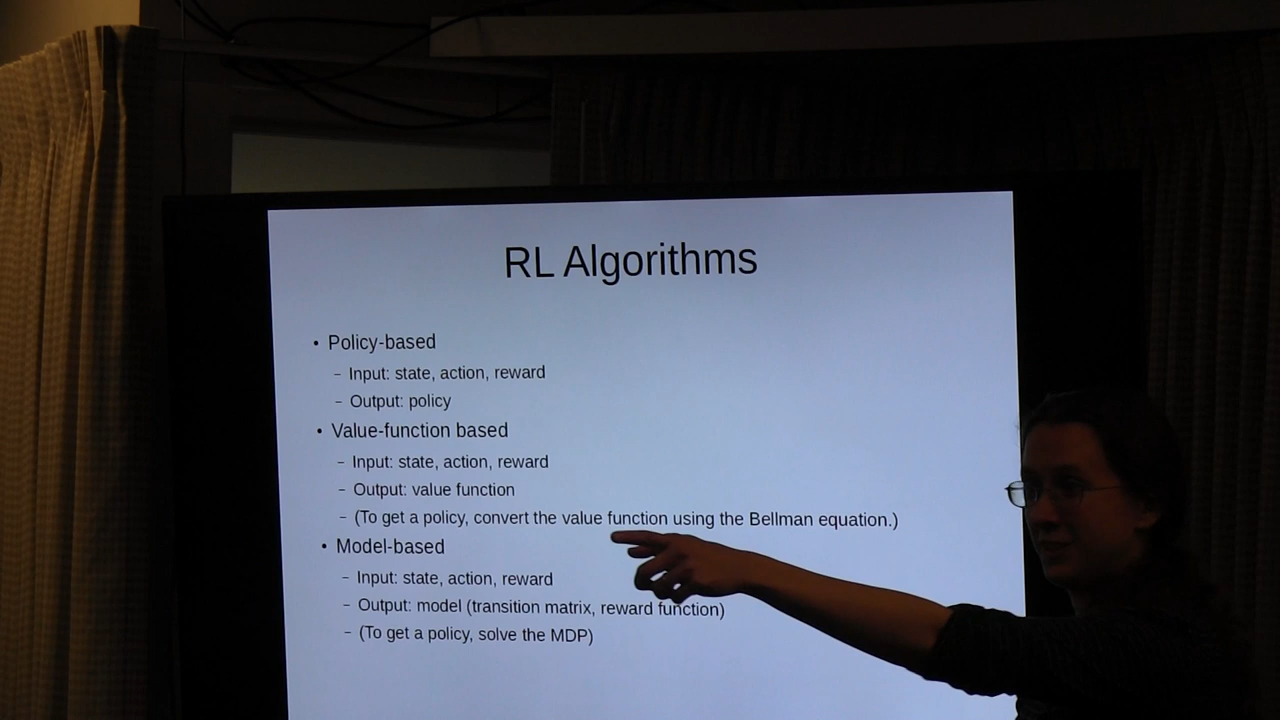 RL Algorithms
• Policy-based
– Input: state, action, reward
– Output: policy
• Value-function based
– Input: state, action, reward
– Output: value function
– (To get a policy, convert the value function using the Bellman equation.)
• Model-based
– Input: state, action, reward
– Output: model (transition matrix, reward function)
– (To get a policy, solve the MDP)